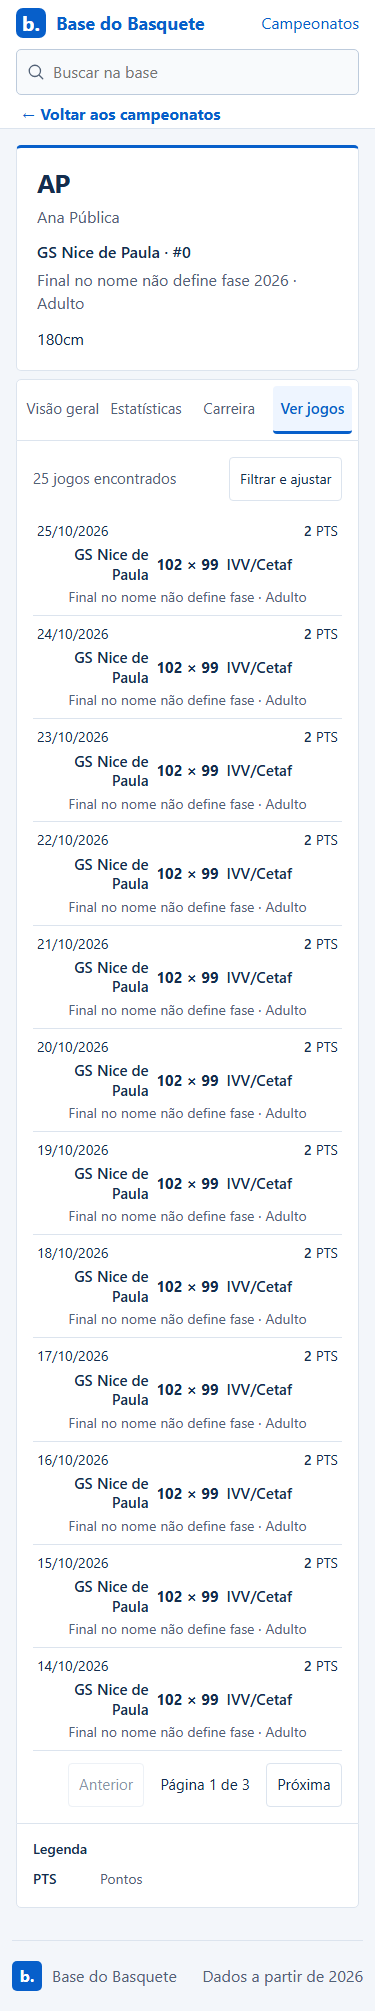 b. Base do Basquete Campeonatos
Buscar na base
← Voltar aos campeonatos
AP
Ana Pública
GS Nice de Paula · #0
Final no nome não define fase 2026 ·
Adulto
180cm
Visão geral Estatísticas Carreira Ver jogos
25 jogos encontrados Filtrar e ajustar
25/10/2026 2 PTS
GS Nice de
Paula 102 × 99 IVV/Cetaf
Final no nome não define fase · Adulto
24/10/2026 2 PTS
GS Nice de
Paula 102 × 99 IVV/Cetaf
Final no nome não define fase · Adulto
23/10/2026 2 PTS
GS Nice de
Paula 102 × 99 IVV/Cetaf
Final no nome não define fase · Adulto
22/10/2026 2 PTS
GS Nice de
Paula 102 × 99 IVV/Cetaf
Final no nome não define fase · Adulto
21/10/2026 2 PTS
GS Nice de
Paula 102 × 99 IVV/Cetaf
Final no nome não define fase · Adulto
20/10/2026 2 PTS
GS Nice de
Paula 102 × 99 IVV/Cetaf
Final no nome não define fase · Adulto
19/10/2026 2 PTS
GS Nice de
Paula 102 × 99 IVV/Cetaf
Final no nome não define fase · Adulto
18/10/2026 2 PTS
GS Nice de
Paula 102 × 99 IVV/Cetaf
Final no nome não define fase · Adulto
17/10/2026 2 PTS
GS Nice de
Paula 102 × 99 IVV/Cetaf
Final no nome não define fase · Adulto
16/10/2026 2 PTS
GS Nice de
Paula 102 × 99 IVV/Cetaf
Final no nome não define fase · Adulto
15/10/2026 2 PTS
GS Nice de
Paula 102 × 99 IVV/Cetaf
Final no nome não define fase · Adulto
14/10/2026 2 PTS
GS Nice de
Paula 102 × 99 IVV/Cetaf
Final no nome não define fase · Adulto
Anterior Página 1 de 3 Próxima
Legenda
PTS Pontos
b. Base do Basquete Dados a partir de 2026